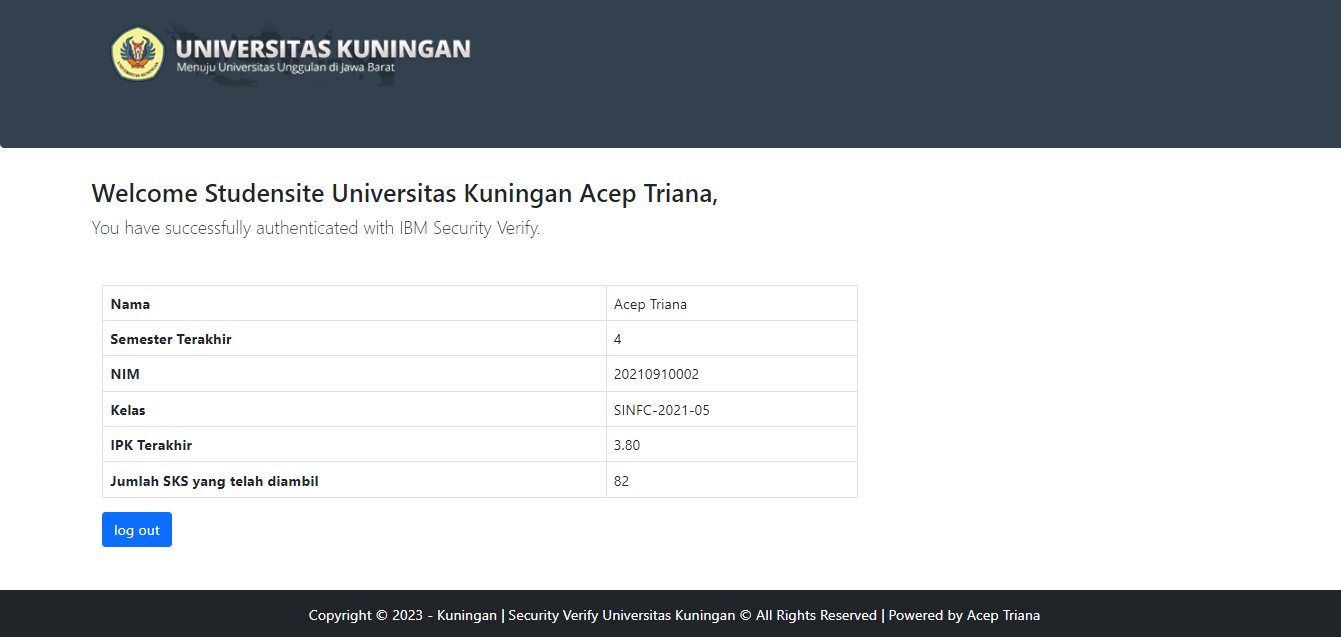 UNIVERSITAS KUNINGAN
Menuju Universitas Unggulan di Jawa Barat
Welcome Studensite Universitas Kuningan Acep Triana,
You have successfully authenticated with IBM Security Verify.
Nama Acep Triana
Semester Terakhir 4
NIM 20210910002
Kelas SINFC-2021-05
IPK Terakhir 3.80
Jumlah SKS yang telah diambil 82
log out
Copyright © 2023 - Kuningan | Security Verify Universitas Kuningan © All Rights Reserved | Powered by Acep Triana